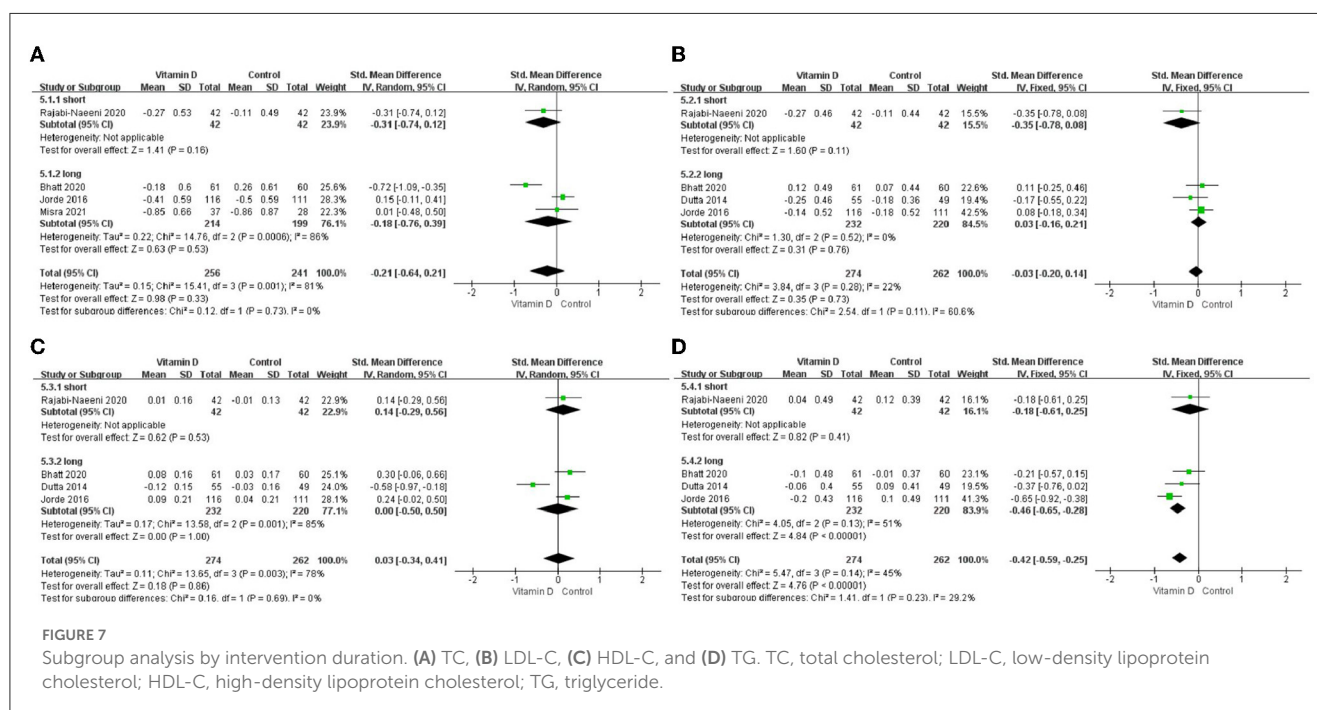 A
Vitamin D Control Std. Mean Difference Std. Mean Difference
Study or Subgroup Mean SD Total Mean SD Total Weight IV, Random, 95% CI IV, Random, 95% CI
5.1.1 short
Rajabi-Naeeni 2020 -0.27 0.53 42 -0.11 0.49 42 23.9% -0.31 [-0.74, 0.12]
Subtotal (95% CI) 42 42 23.9% -0.31 [-0.74, 0.12]
Heterogeneity: Not applicable
Test for overall effect: Z = 1.41 (P = 0.16)
5.1.2 long
Bhatt 2020 -0.18 0.6 61 0.26 0.61 60 25.6% -0.72 [-1.09, -0.35]
Jorde 2016 -0.41 0.59 116 -0.5 0.59 111 28.3% 0.15 [-0.11, 0.41]
Misra 2021 -0.85 0.66 37 -0.86 0.87 28 22.3% 0.01 [-0.48, 0.50]
Subtotal (95% CI) 214 199 76.1% -0.18 [-0.76, 0.39]
Heterogeneity: Tau² = 0.22; Chi² = 14.76, df = 2 (P = 0.0006); I² = 86%
Test for overall effect: Z = 0.63 (P = 0.53)
Total (95% CI) 256 241 100.0% -0.21 [-0.64, 0.21]
Heterogeneity: Tau² = 0.15; Chi² = 15.41, df = 3 (P = 0.001); I² = 81%
Test for overall effect: Z = 0.98 (P = 0.33)
Test for subgroup differences: Chi² = 0.12, df = 1 (P = 0.73), I² = 0%
-2 -1 0 1 2
Vitamin D Control
B
Vitamin D Control Std. Mean Difference Std. Mean Difference
Study or Subgroup Mean SD Total Mean SD Total Weight IV, Fixed, 95% CI IV, Fixed, 95% CI
5.2.1 short
Rajabi-Naeeni 2020 -0.27 0.46 42 -0.11 0.44 42 15.5% -0.35 [-0.78, 0.08]
Subtotal (95% CI) 42 42 15.5% -0.35 [-0.78, 0.08]
Heterogeneity: Not applicable
Test for overall effect: Z = 1.60 (P = 0.11)
5.2.2 long
Bhatt 2020 0.12 0.49 61 0.07 0.44 60 22.6% 0.11 [-0.25, 0.46]
Dutta 2014 -0.25 0.46 55 -0.18 0.36 49 19.4% -0.17 [-0.55, 0.22]
Jorde 2016 -0.14 0.52 116 -0.18 0.52 111 42.5% 0.08 [-0.18, 0.34]
Subtotal (95% CI) 232 220 84.5% 0.03 [-0.16, 0.21]
Heterogeneity: Chi² = 1.30, df = 2 (P = 0.52); I² = 0%
Test for overall effect: Z = 0.31 (P = 0.76)
Total (95% CI) 274 262 100.0% -0.03 [-0.20, 0.14]
Heterogeneity: Chi² = 3.84, df = 3 (P = 0.28); I² = 22%
Test for overall effect: Z = 0.35 (P = 0.73)
Test for subgroup differences: Chi² = 2.54, df = 1 (P = 0.11), I² = 60.6%
-2 -1 0 1 2
Vitamin D Control
C
Vitamin D Control Std. Mean Difference Std. Mean Difference
Study or Subgroup Mean SD Total Mean SD Total Weight IV, Random, 95% CI IV, Random, 95% CI
5.3.1 short
Rajabi-Naeeni 2020 0.01 0.16 42 -0.01 0.13 42 22.9% 0.14 [-0.29, 0.56]
Subtotal (95% CI) 42 42 22.9% 0.14 [-0.29, 0.56]
Heterogeneity: Not applicable
Test for overall effect: Z = 0.62 (P = 0.53)
5.3.2 long
Bhatt 2020 0.08 0.16 61 0.03 0.17 60 25.1% 0.30 [-0.06, 0.66]
Dutta 2014 -0.12 0.15 55 -0.03 0.16 49 24.0% -0.58 [-0.97, -0.18]
Jorde 2016 0.09 0.21 116 0.04 0.21 111 28.1% 0.24 [-0.02, 0.50]
Subtotal (95% CI) 232 220 77.1% 0.00 [-0.50, 0.50]
Heterogeneity: Tau² = 0.17; Chi² = 13.58, df = 2 (P = 0.001); I² = 85%
Test for overall effect: Z = 0.00 (P = 1.00)
Total (95% CI) 274 262 100.0% 0.03 [-0.34, 0.41]
Heterogeneity: Tau² = 0.11; Chi² = 13.65, df = 3 (P = 0.003); I² = 78%
Test for overall effect: Z = 0.18 (P = 0.86)
Test for subgroup differences: Chi² = 0.16, df = 1 (P = 0.69), I² = 0%
-2 -1 0 1 2
Vitamin D Control
D
Vitamin D Control Std. Mean Difference Std. Mean Difference
Study or Subgroup Mean SD Total Mean SD Total Weight IV, Fixed, 95% CI IV, Fixed, 95% CI
5.4.1 short
Rajabi-Naeeni 2020 0.04 0.49 42 0.12 0.39 42 16.1% -0.18 [-0.61, 0.25]
Subtotal (95% CI) 42 42 16.1% -0.18 [-0.61, 0.25]
Heterogeneity: Not applicable
Test for overall effect: Z = 0.82 (P = 0.41)
5.4.2 long
Bhatt 2020 -0.1 0.48 61 -0.01 0.37 60 23.1% -0.21 [-0.57, 0.15]
Dutta 2014 -0.06 0.4 55 0.09 0.41 49 19.6% -0.37 [-0.76, 0.02]
Jorde 2016 -0.2 0.43 116 0.1 0.49 111 41.3% -0.65 [-0.92, -0.38]
Subtotal (95% CI) 232 220 83.9% -0.46 [-0.65, -0.28]
Heterogeneity: Chi² = 4.05, df = 2 (P = 0.13); I² = 51%
Test for overall effect: Z = 4.84 (P < 0.00001)
Total (95% CI) 274 262 100.0% -0.42 [-0.59, -0.25]
Heterogeneity: Chi² = 5.47, df = 3 (P = 0.14); I² = 45%
Test for overall effect: Z = 4.76 (P < 0.00001)
Test for subgroup differences: Chi² = 1.41, df = 1 (P = 0.23), I² = 29.2%
-2 -1 0 1 2
Vitamin D Control
FIGURE 7
Subgroup analysis by intervention duration. (A) TC, (B) LDL-C, (C) HDL-C, and (D) TG. TC, total cholesterol; LDL-C, low-density lipoprotein
cholesterol; HDL-C, high-density lipoprotein cholesterol; TG, triglyceride.